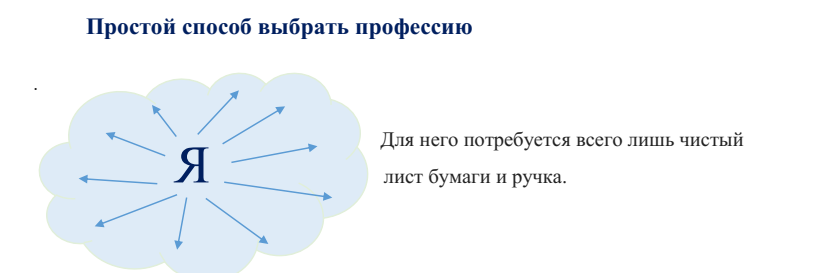 Простой способ выбрать профессию
.
Для него потребуется всего лишь чистый
Я
лист бумаги и ручка.